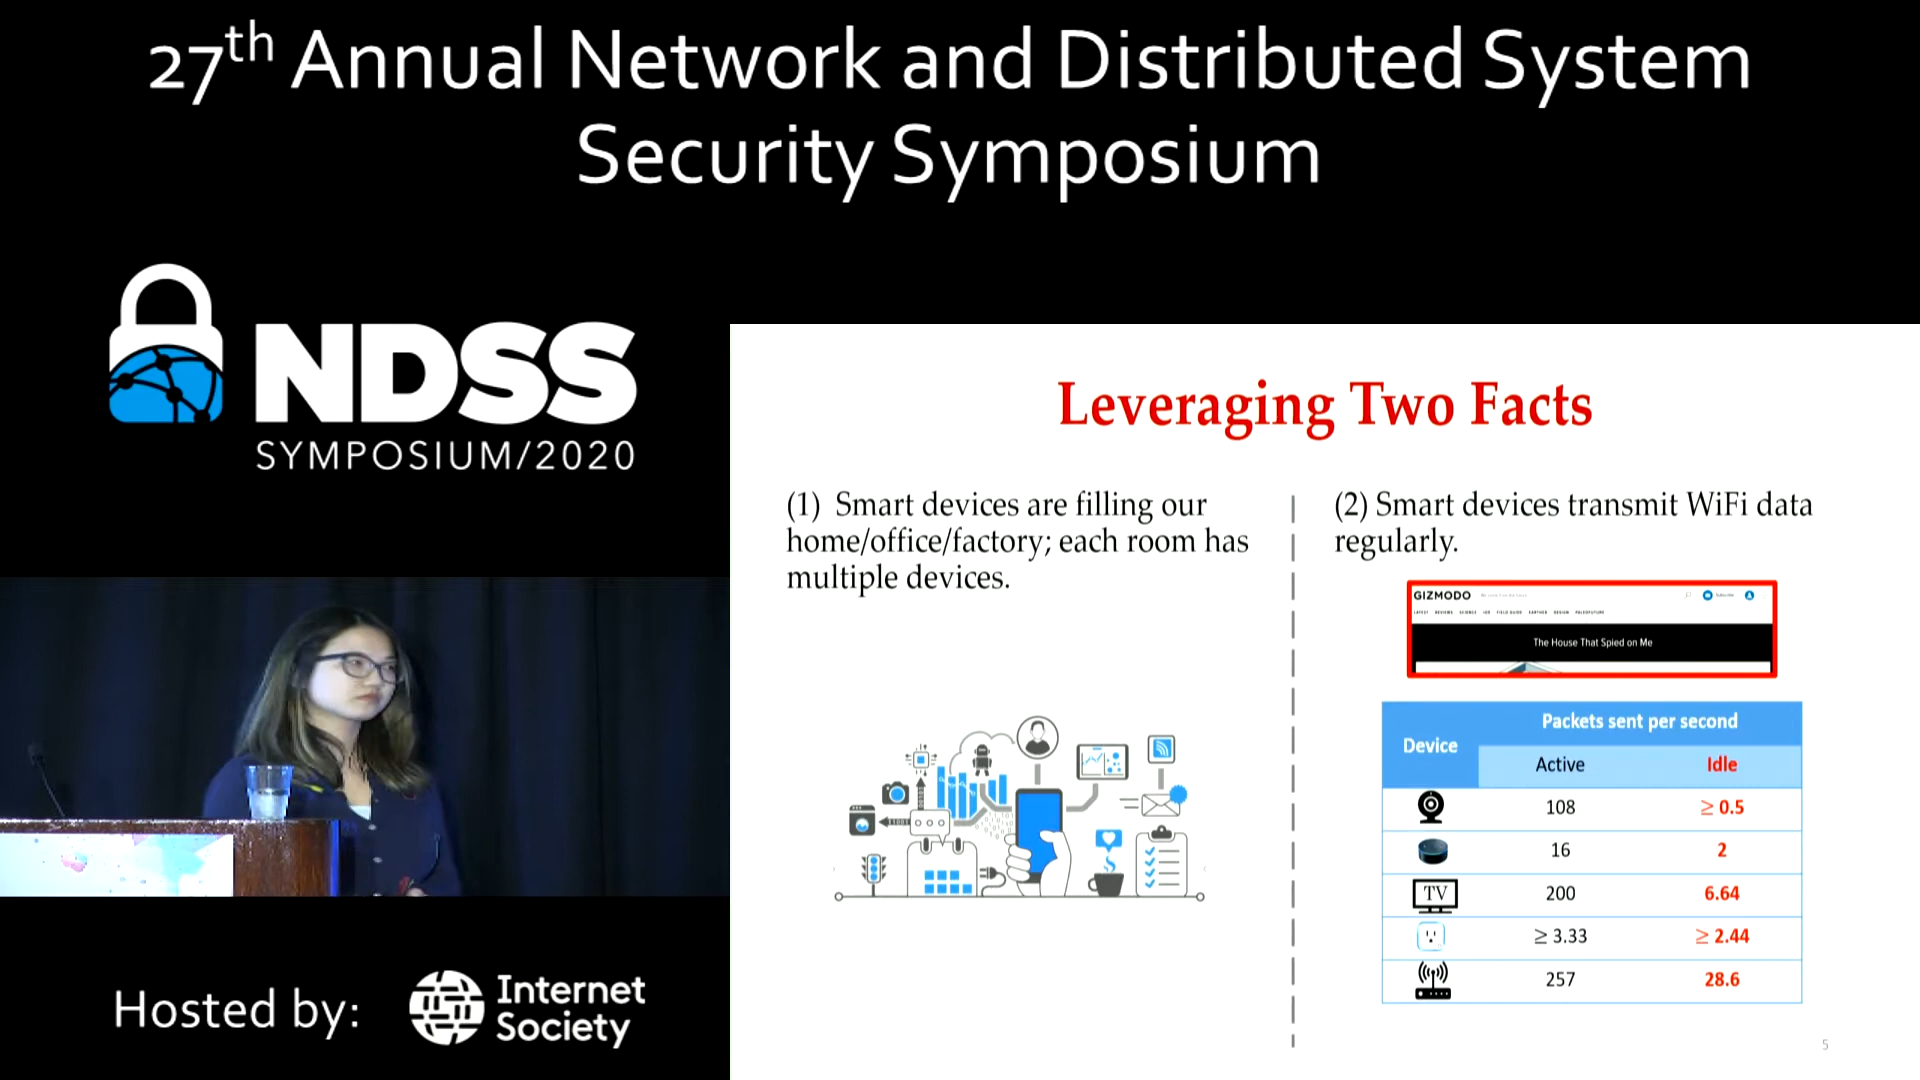 27th Annual Network and Distributed System
Security Symposium
NDSS
SYMPOSIUM/2020
Leveraging Two Facts
(1) Smart devices are filling our
home/office/factory; each room has
multiple devices.
(2) Smart devices transmit WiFi data
regularly.
GIZMODO
The House That Spied on Me
Device
Packets sent per second
Active
Idle
108
≥ 0.5
16
2
TV
200
6.64
≥ 3.33
≥ 2.44
257
28.6
5
Hosted by:
Internet
Society